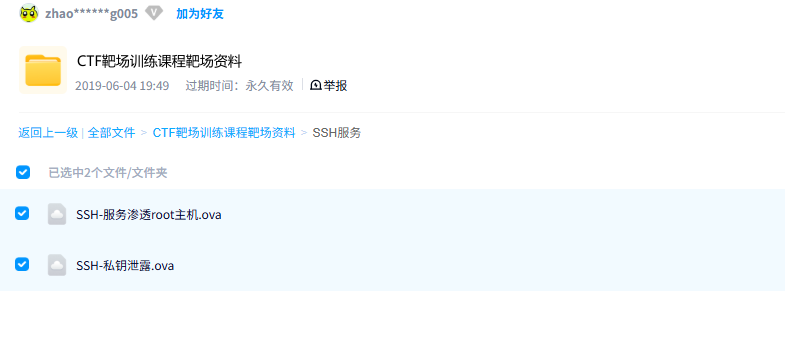 zhao******g005 V 加为好友
CTF靶场训练课程靶场资料
2019-06-04 19:49 过期时间：永久有效 举报
返回上一级 | 全部文件 > CTF靶场训练课程靶场资料 > SSH服务
已选中2个文件/文件夹
SSH-服务渗透root主机.ova
SSH-私钥泄露.ova